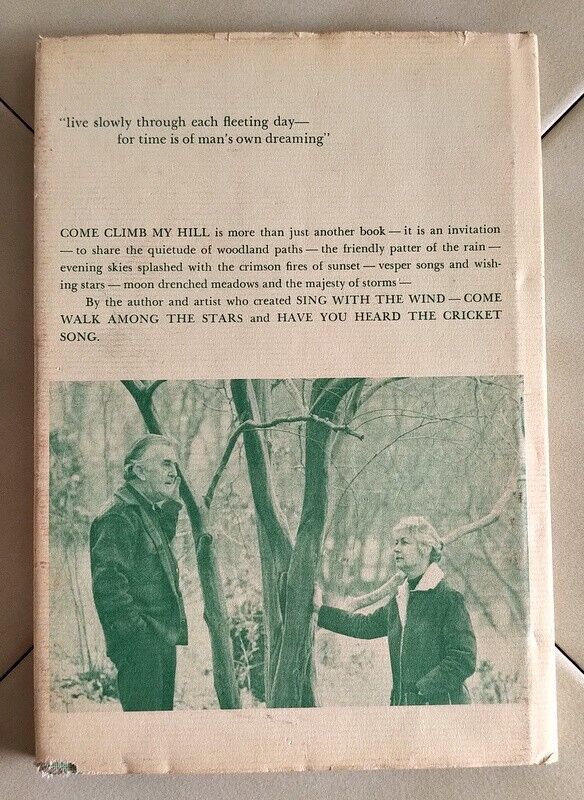 "live slowly through each fleeting day—
for time is of man's own dreaming"
COME CLIMB MY HILL is more than just another book — it is an invitation
— to share the quietude of woodland paths — the friendly patter of the rain —
evening skies splashed with the crimson fires of sunset — vesper songs and wish-
ing stars — moon drenched meadows and the majesty of storms —
By the author and artist who created SING WITH THE WIND — COME
WALK AMONG THE STARS and HAVE YOU HEARD THE CRICKET
SONG.